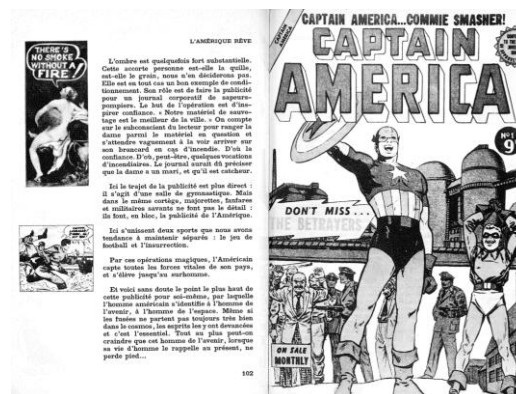 L'AMÉRIQUE RÊVE
THERE'S
NO SMOKE
WITHOUT A
FIRE!
L'ombre est quelquefois fort substantielle.
Cette accorte personne est-elle la quille,
est-elle le grain, nous n'en déciderons pas.
Elle est en tout cas un bon exemple de condi-
tionnement. Son rôle est de faire la publicité
pour un journal corporatif de sapeurs-
pompiers. Le but de l'opération est d'ins-
pirer confiance. « Notre matériel de sauve-
tage est le meilleur de la ville. » On compte
sur le subconscient du lecteur pour ranger la
dame parmi le matériel en question et
s'attendre vaguement à la voir arriver sur
son brancard en cas d'incendie. D'où la
confiance. D'où, peut-être, quelques vocations
d'incendiaires. Le journal aurait dû préciser
que la dame a un mari, et qu'il est catcheur.
Ici le trajet de la publicité est plus direct :
il s'agit d'une salle de gymnastique. Mais
dans le même cortège, majorettes, fanfares
et militaires savants ne font pas le détail :
ils font, en bloc, la publicité de l'Amérique.
Ici s'unissent deux sports que nous avons
tendance à maintenir séparés : le jeu de
football et l'insurrection.
Par ces opérations magiques, l'Américain
capte toutes les forces vitales de son pays,
et s'élève jusqu'au surhomme.
Et voici sans doute le point le plus haut de
cette publicité pour soi-même, par laquelle
l'homme américain s'identifie à l'homme de
l'avenir, à l'homme de l'espace. Même si
les fusées ne partent pas toujours très bien
dans le cosmos, les esprits les y ont devancées
et c'est l'essentiel. Tout au plus peut-on
craindre que cet homme de l'avenir, lorsque
sa vie d'homme le rappelle au présent, ne
perde pied...
102
CAPTAIN AMERICA...COMMIE SMASHER!
CAPTAIN
AMERICA
CAPTAIN
AMERICA
Nº1
9
DON'T MISS...
THE BETRAYERS
ON SALE
MONTHLY